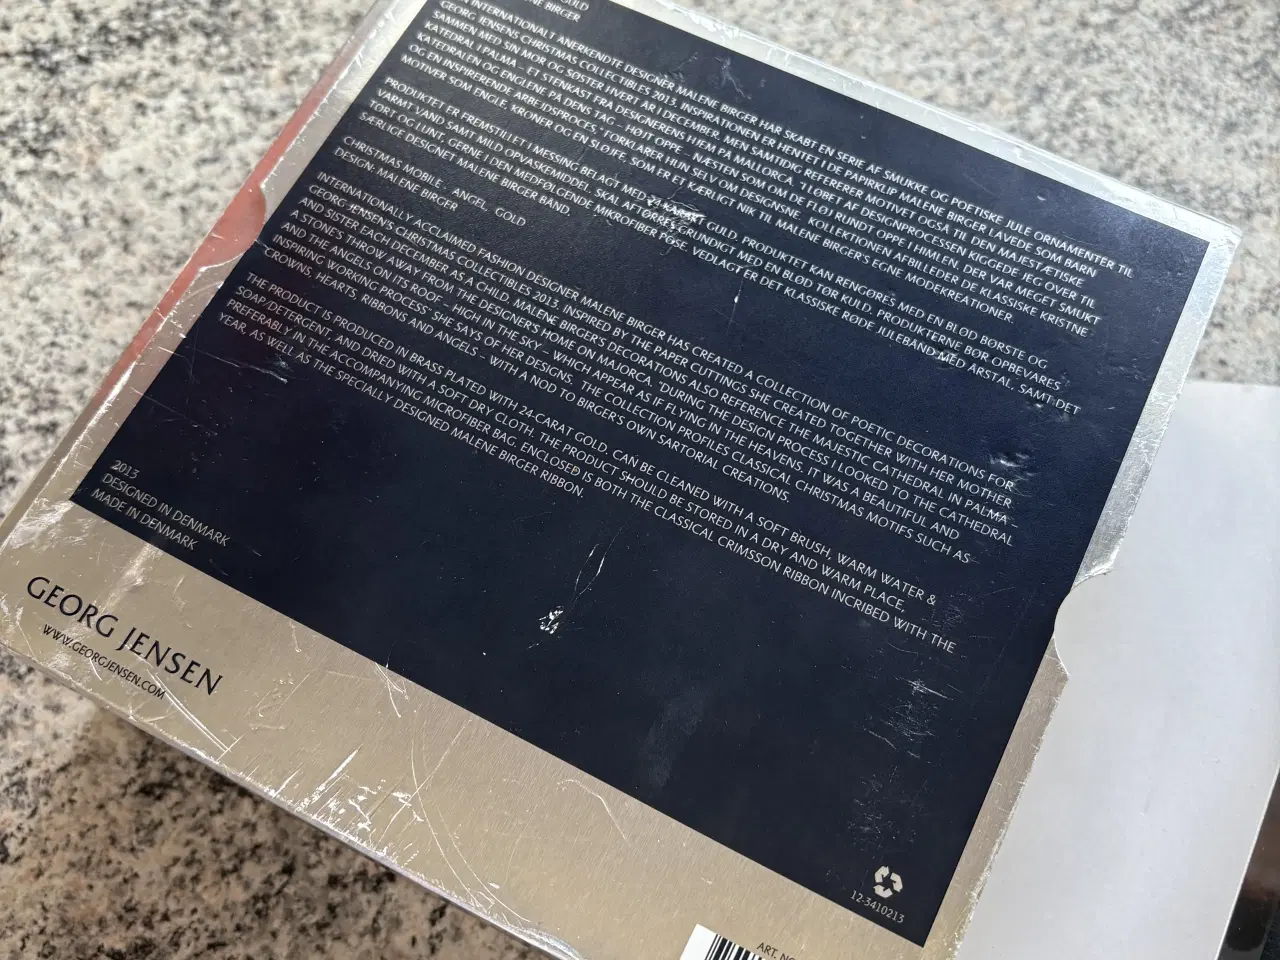 GULD
NE BIRGER
N INTERNATIONALT ANERKENDTE DESIGNER MALENE BIRGER HAR SKABT EN SERIE AF SMUKKE OG POETISKE JULE ORNAMENTER TIL
GEORG JENSENS CHRISTMAS COLLECTIBLES 2013. INSPIRATIONEN ER HENTET I DE PAPIRKLIP MALENE BIRGER LAVEDE SOM BARN
SAMMEN MED SIN MOR OG SØSTER HVERT ÅR I DECEMBER, MEN SAMTIDIG REFERERER MOTIVET OGSÅ TIL DEN MAJESTÆTISKE
KATEDRAL I PALMA – ET STENKAST FRA DESIGNERENS HJEM PÅ MALLORCA. "I LØBET AF DESIGNPROCESSEN KIGGEDE JEG OVER TIL
KATEDRALEN OG ENGLENE PÅ DENS TAG – HØJT OPPE – NÆSTEN SOM OM DE FLØJ RUNDT OPPE I HIMLEN. DER VAR MEGET SMUKT
OG EN INSPIRERENDE ARBEJDSPROCES," FORKLARER HUN SELV OM DESIGNSNE. KOLLEKTIONEN AFBILLEDER DE KLASSISKE KRISTNE
MOTIVER SOM ENGLE, KRONER OG EN SLØJFE, SOM ER ET KÆRLIGT NIK TIL MALENE BIRGER'S EGNE MODEKREATIONER.
PRODUKTET ER FREMSTILLET I MESSING BELAGT MED 24 KARAT GULD. PRODUKTET KAN RENGØRES MED EN BLØD BØRSTE OG
VARMT VAND SAMT MILD OPVASKEMIDDEL. SKAL AFTØRRES GRUNDIGT MED EN BLØD TØR KLUD. PRODUKTERNE BØR OPBEVARES
TØRT OG LUNT, GERNE I DEN MEDFØLGENDE MIKROFIBER POSE. VEDLAGT ER DET KLASSISKE RØDE JULEBÅND MED ÅRSTAL, SAMT DET
SÆRLIGE DESIGNET MALENE BIRGER BÅND.
CHRISTMAS MOBILE _ ANGEL, GOLD
DESIGN: MALENE BIRGER
INTERNATIONALLY ACCLAIMED FASHION DESIGNER MALENE BIRGER HAS CREATED A COLLECTION OF POETIC DECORATIONS FOR
GEORG JENSEN'S CHRISTMAS COLLECTIBLES 2013. INSPIRED BY THE PAPER CUTTINGS SHE CREATED TOGETHER WITH HER MOTHER
AND SISTER EACH DECEMBER AS A CHILD. MALENE BIRGER'S DECORATIONS ALSO REFERENCE THE MAJESTIC CATHEDRAL IN PALMA –
A STONE'S THROW AWAY FROM THE DESIGNER'S HOME ON MAJORCA. "DURING THE DESIGN PROCESS I LOOKED TO THE CATHEDRAL
AND THE ANGELS ON ITS ROOF – HIGH IN THE SKY – WHICH APPEAR AS IF FLYING IN THE HEAVENS. IT WAS A BEAUTIFUL AND
INSPIRING WORKING PROCESS" SHE SAYS OF HER DESIGNS. THE COLLECTION PROFILES CLASSICAL CHRISTMAS MOTIFS SUCH AS
CROWNS, HEARTS, RIBBONS AND ANGELS – WITH A NOD TO BIRGER'S OWN SARTORIAL CREATIONS.
THE PRODUCT IS PRODUCED IN BRASS PLATED WITH 24-CARAT GOLD. CAN BE CLEANED WITH A SOFT BRUSH, WARM WATER &
SOAP/DETERGENT, AND DRIED WITH A SOFT DRY CLOTH. THE PRODUCT SHOULD BE STORED IN A DRY AND WARM PLACE,
PREFERABLY IN THE ACCOMPANYING MICROFIBER BAG. ENCLOSED IS BOTH THE CLASSICAL CRIMSSON RIBBON INCRIBED WITH THE
YEAR, AS WELL AS THE SPECIALLY DESIGNED MALENE BIRGER RIBBON.
2013
DESIGNED IN DENMARK
MADE IN DENMARK
GEORG JENSEN
WWW.GEORGJENSEN.COM
12-3410213
ART. NO